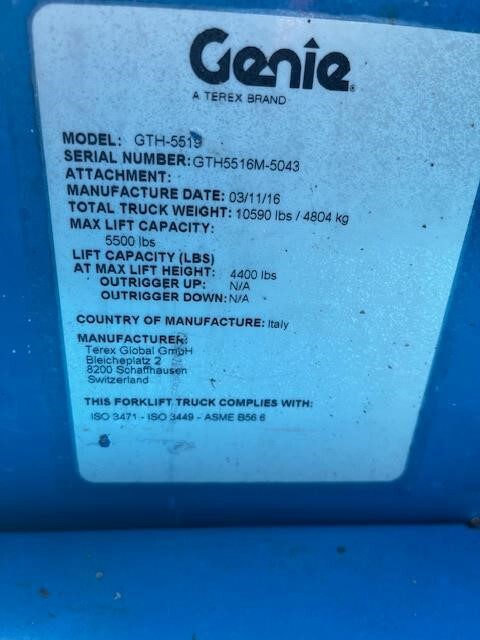 Genie
A TEREX BRAND
MODEL: GTH-5519
SERIAL NUMBER: GTH5516M-5043
ATTACHMENT:
MANUFACTURE DATE: 03/11/16
TOTAL TRUCK WEIGHT: 10590 lbs / 4804 kg
MAX LIFT CAPACITY:
5500 lbs
LIFT CAPACITY (LBS)
AT MAX LIFT HEIGHT: 4400 lbs
OUTRIGGER UP: N/A
OUTRIGGER DOWN: N/A
COUNTRY OF MANUFACTURE: Italy
MANUFACTURER:
Terex Global GmbH
Bleicheplatz 2
8200 Schaffhausen
Switzerland
THIS FORKLIFT TRUCK COMPLIES WITH:
ISO 3471 - ISO 3449 - ASME B56 6